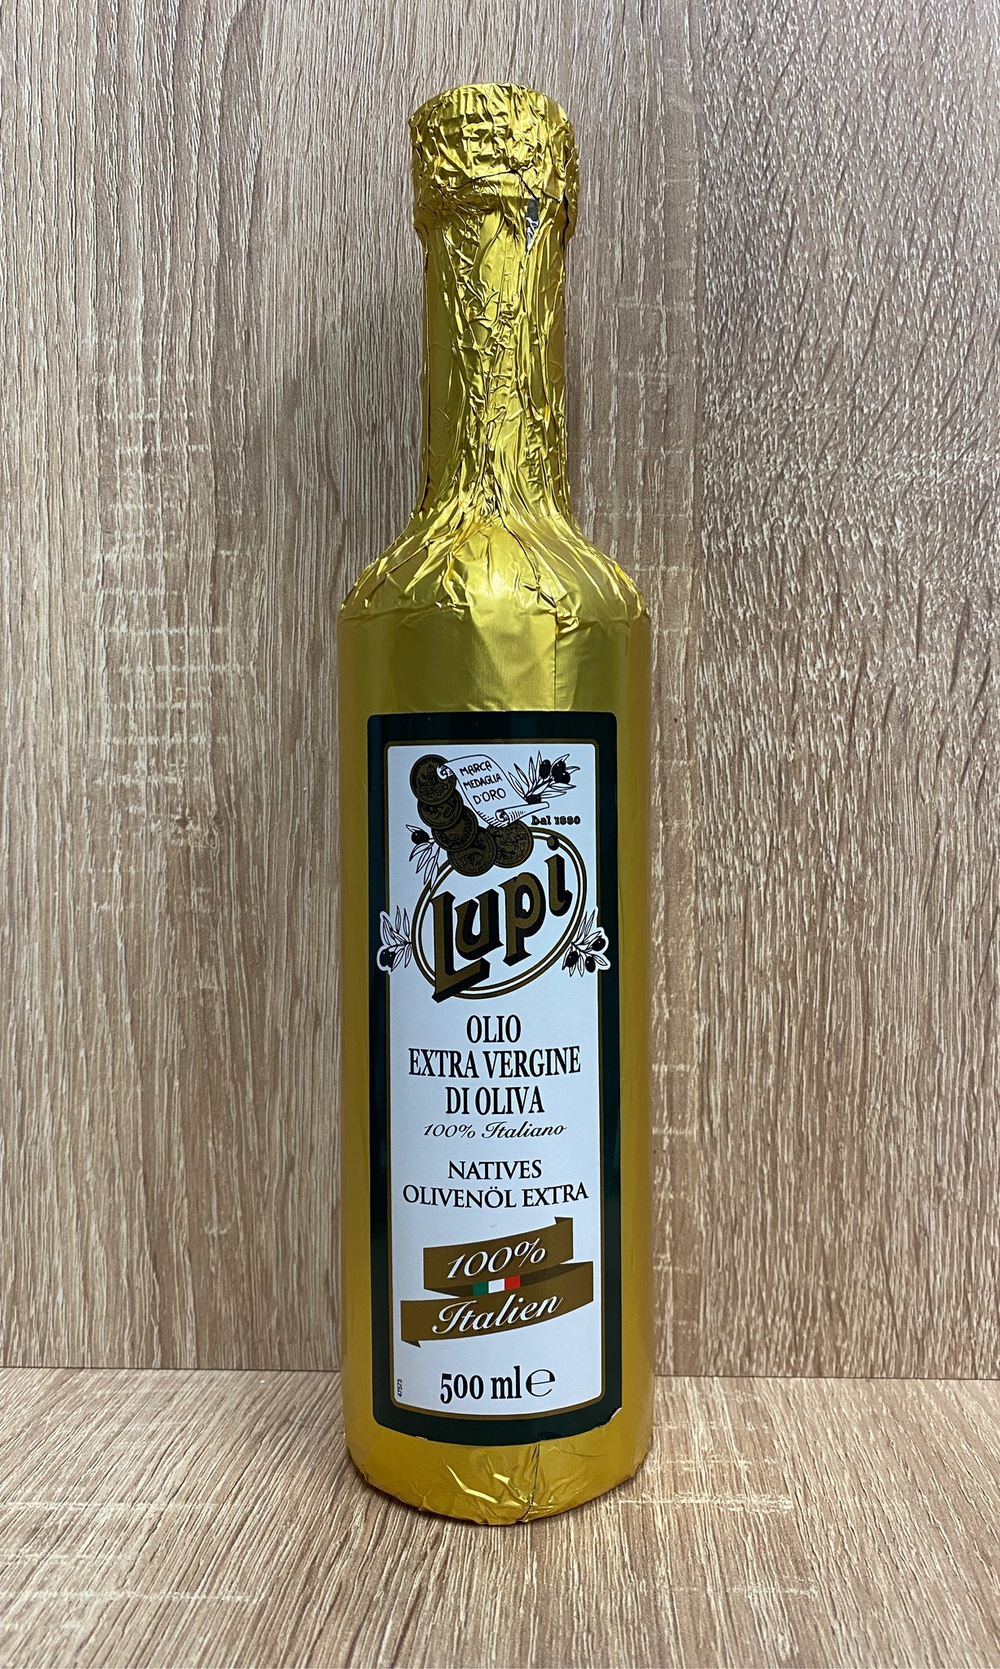 MARCA
MEDAGLIA
D'ORO
Dal 1880
Lupi
OLIO
EXTRA VERGINE
DI OLIVA
100% Italiano
NATIVES
OLIVENÖL EXTRA
100%
Italien
500 ml ℮
47573